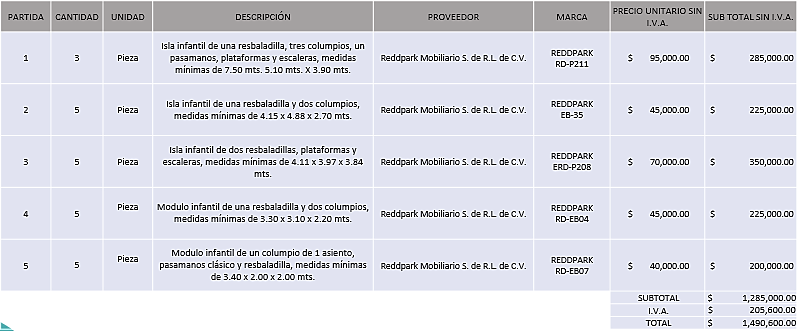 PARTIDA CANTIDAD UNIDAD DESCRIPCIÓN PROVEEDOR MARCA PRECIO UNITARIO SIN I.V.A. SUB TOTAL SIN I.V.A.
1 3 Pieza Isla infantil de una resbaladilla, tres columpios, un pasamanos, plataformas y escaleras, medidas mínimas de 7.50 mts. 5.10 mts. X 3.90 mts. Reddpark Mobiliario S. de R.L. de C.V. REDDPARK RD-P211 $ 95,000.00 $ 285,000.00
2 5 Pieza Isla infantil de una resbaladilla y dos columpios, medidas mínimas de 4.15 x 4.88 x 2.70 mts. Reddpark Mobiliario S. de R.L. de C.V. REDDPARK EB-35 $ 45,000.00 $ 225,000.00
3 5 Pieza Isla infantil de dos resbaladillas, plataformas y escaleras, medidas mínimas de 4.11 x 3.97 x 3.84 mts. Reddpark Mobiliario S. de R.L. de C.V. REDDPARK ERD-P208 $ 70,000.00 $ 350,000.00
4 5 Pieza Modulo infantil de una resbaladilla y dos columpios, medidas mínimas de 3.30 x 3.10 x 2.20 mts. Reddpark Mobiliario S. de R.L. de C.V. REDDPARK RD-EB04 $ 45,000.00 $ 225,000.00
5 5 Pieza Modulo infantil de un columpio de 1 asiento, pasamanos clásico y resbaladilla, medidas mínimas de 3.40 x 2.00 x 2.00 mts. Reddpark Mobiliario S. de R.L. de C.V. REDDPARK RD-EB07 $ 40,000.00 $ 200,000.00
SUBTOTAL $ 1,285,000.00
I.V.A. $ 205,600.00
TOTAL $ 1,490,600.00